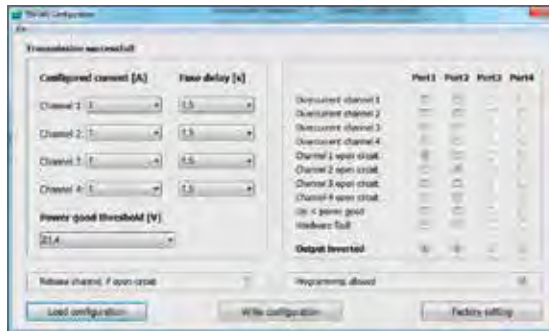 Configuration
File
Transmission successful!
Configured current [A]
Fuse delay [s]
Channel 1: 1
1,5
Channel 2: 1
1,5
Channel 3: 1
1,5
Channel 4: 1
1,5
Power good threshold [V]
21,4
Release channel, if open circuit
Port1 Port2 Port3 Port4
Overcurrent channel 1
Overcurrent channel 2
Overcurrent channel 3
Overcurrent channel 4
Channel 1 open circuit
Channel 2 open circuit
Channel 3 open circuit
Channel 4 open circuit
< power good
Hardware fault
Output inverted
Programming allowed
Load configuration
Write configuration
Factory setting